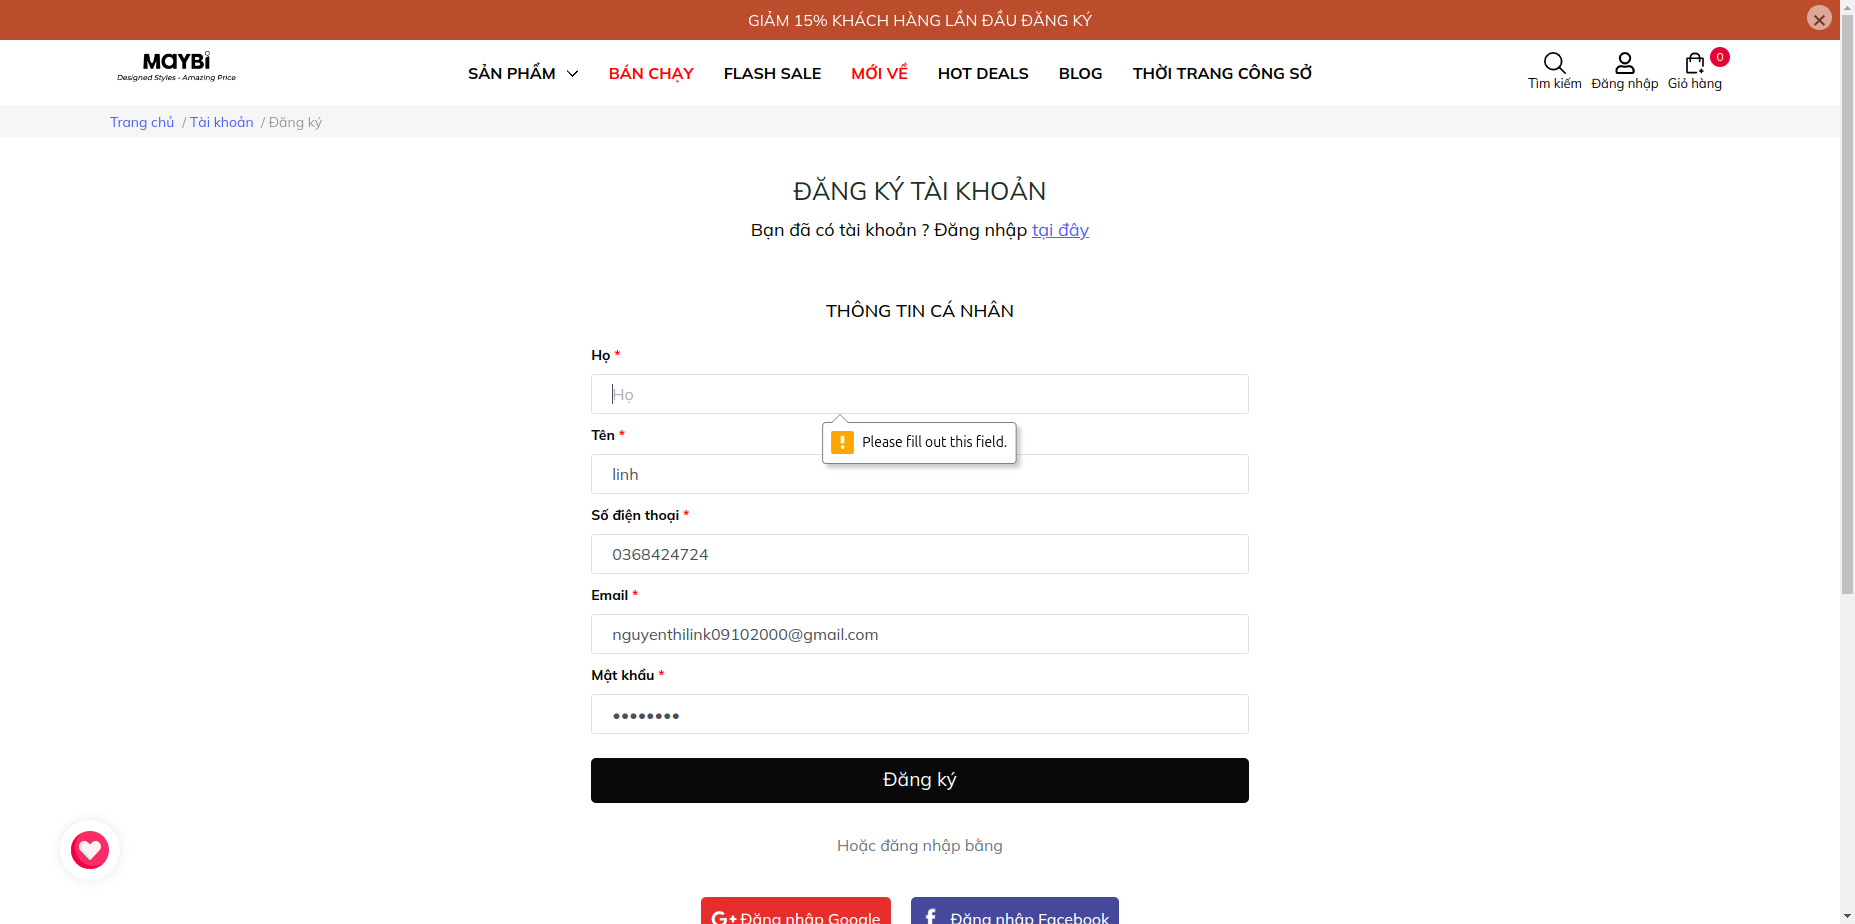 GIẢM 15% KHÁCH HÀNG LẦN ĐẦU ĐĂNG KÝ
MAYBi
Designed Styles - Amazing Price
SẢN PHẨM
BÁN CHẠY
FLASH SALE
MỚI VỀ
HOT DEALS
BLOG
THỜI TRANG CÔNG SỞ
Tìm kiếm
Đăng nhập
0
Giỏ hàng
Trang chủ / Tài khoản / Đăng ký
ĐĂNG KÝ TÀI KHOẢN
Bạn đã có tài khoản ? Đăng nhập tại đây
THÔNG TIN CÁ NHÂN
Họ *
Họ
Please fill out this field.
Tên *
linh
Số điện thoại *
0368424724
Email *
nguyenthilink09102000@gmail.com
Mật khẩu *
••••••••
Đăng ký
Hoặc đăng nhập bằng
G+ Đăng nhập Google
f Đăng nhập Facebook